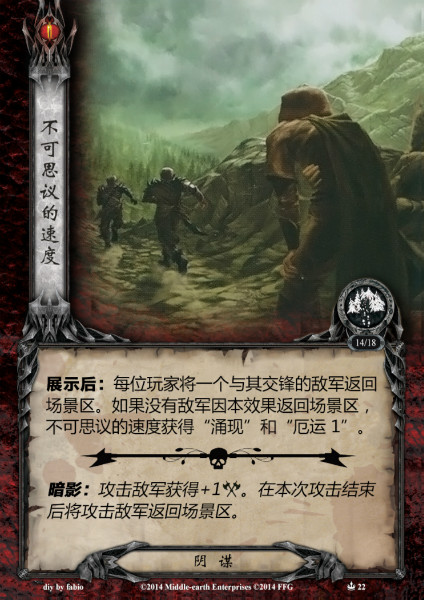 不可思议的速度
14/18
展示后：每位玩家将一个与其交锋的敌军返回
场景区。如果没有敌军因本效果返回场景区，
不可思议的速度获得“涌现”和“厄运 1”。
暗影：攻击敌军获得+1。在本次攻击结束
后将攻击敌军返回场景区。
阴谋
diy by fabio ©2014 Middle-earth Enterprises ©2014 FFG 22